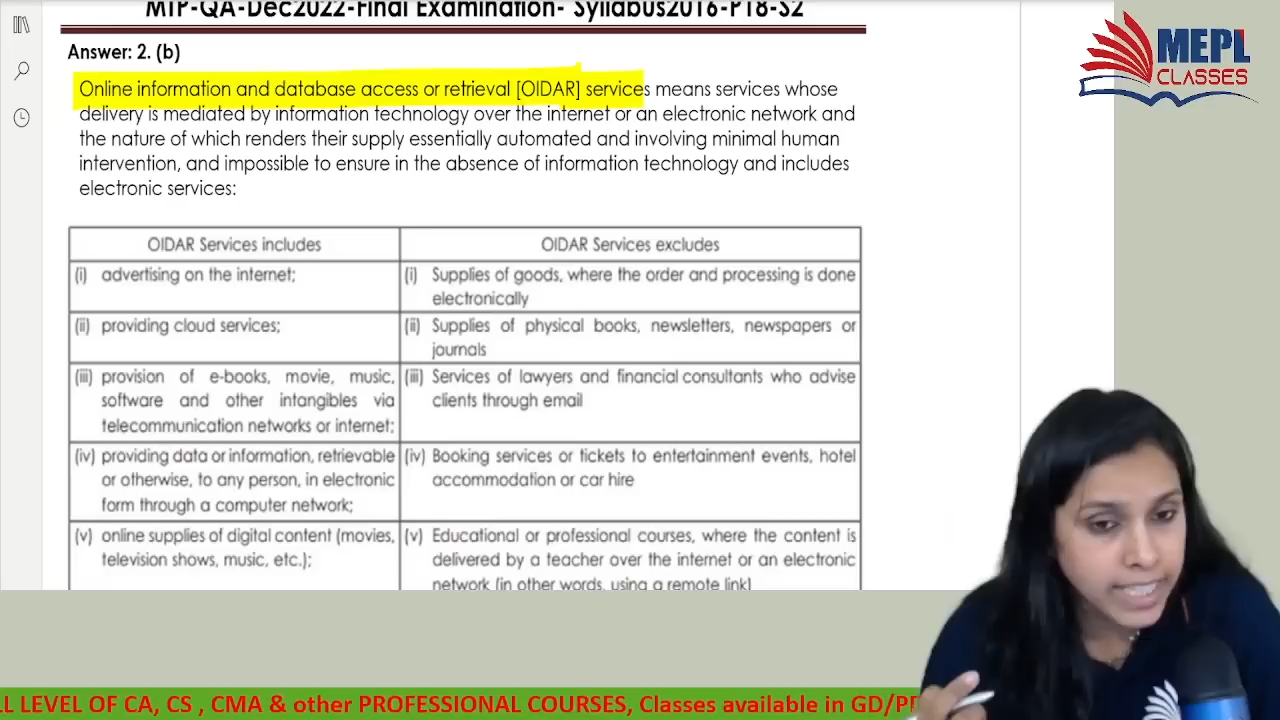 MTP-QA-Dec2022-Final Examination- Syllabus2016-P18-S2
Answer: 2. (b)
Online information and database access or retrieval [OIDAR] services means services whose
delivery is mediated by information technology over the internet or an electronic network and
the nature of which renders their supply essentially automated and involving minimal human
intervention, and impossible to ensure in the absence of information technology and includes
electronic services:
OIDAR Services includes
OIDAR Services excludes
(i) advertising on the internet;
(i) Supplies of goods, where the order and processing is done
electronically
(ii) providing cloud services;
(ii) Supplies of physical books, newsletters, newspapers or
journals
(iii) provision of e-books, movie, music,
software and other intangibles via
telecommunication networks or internet;
(iii) Services of lawyers and financial consultants who advise
clients through email
(iv) providing data or information, retrievable
or otherwise, to any person, in electronic
form through a computer network;
(iv) Booking services or tickets to entertainment events, hotel
accommodation or car hire
(v) online supplies of digital content (movies,
television shows, music, etc.);
(v) Educational or professional courses, where the content is
delivered by a teacher over the internet or an electronic
network (in other words, using a remote link)
MEPL
CLASSES
LL LEVEL OF CA, CS , CMA & other PROFESSIONAL COURSES, Classes available in GD/P